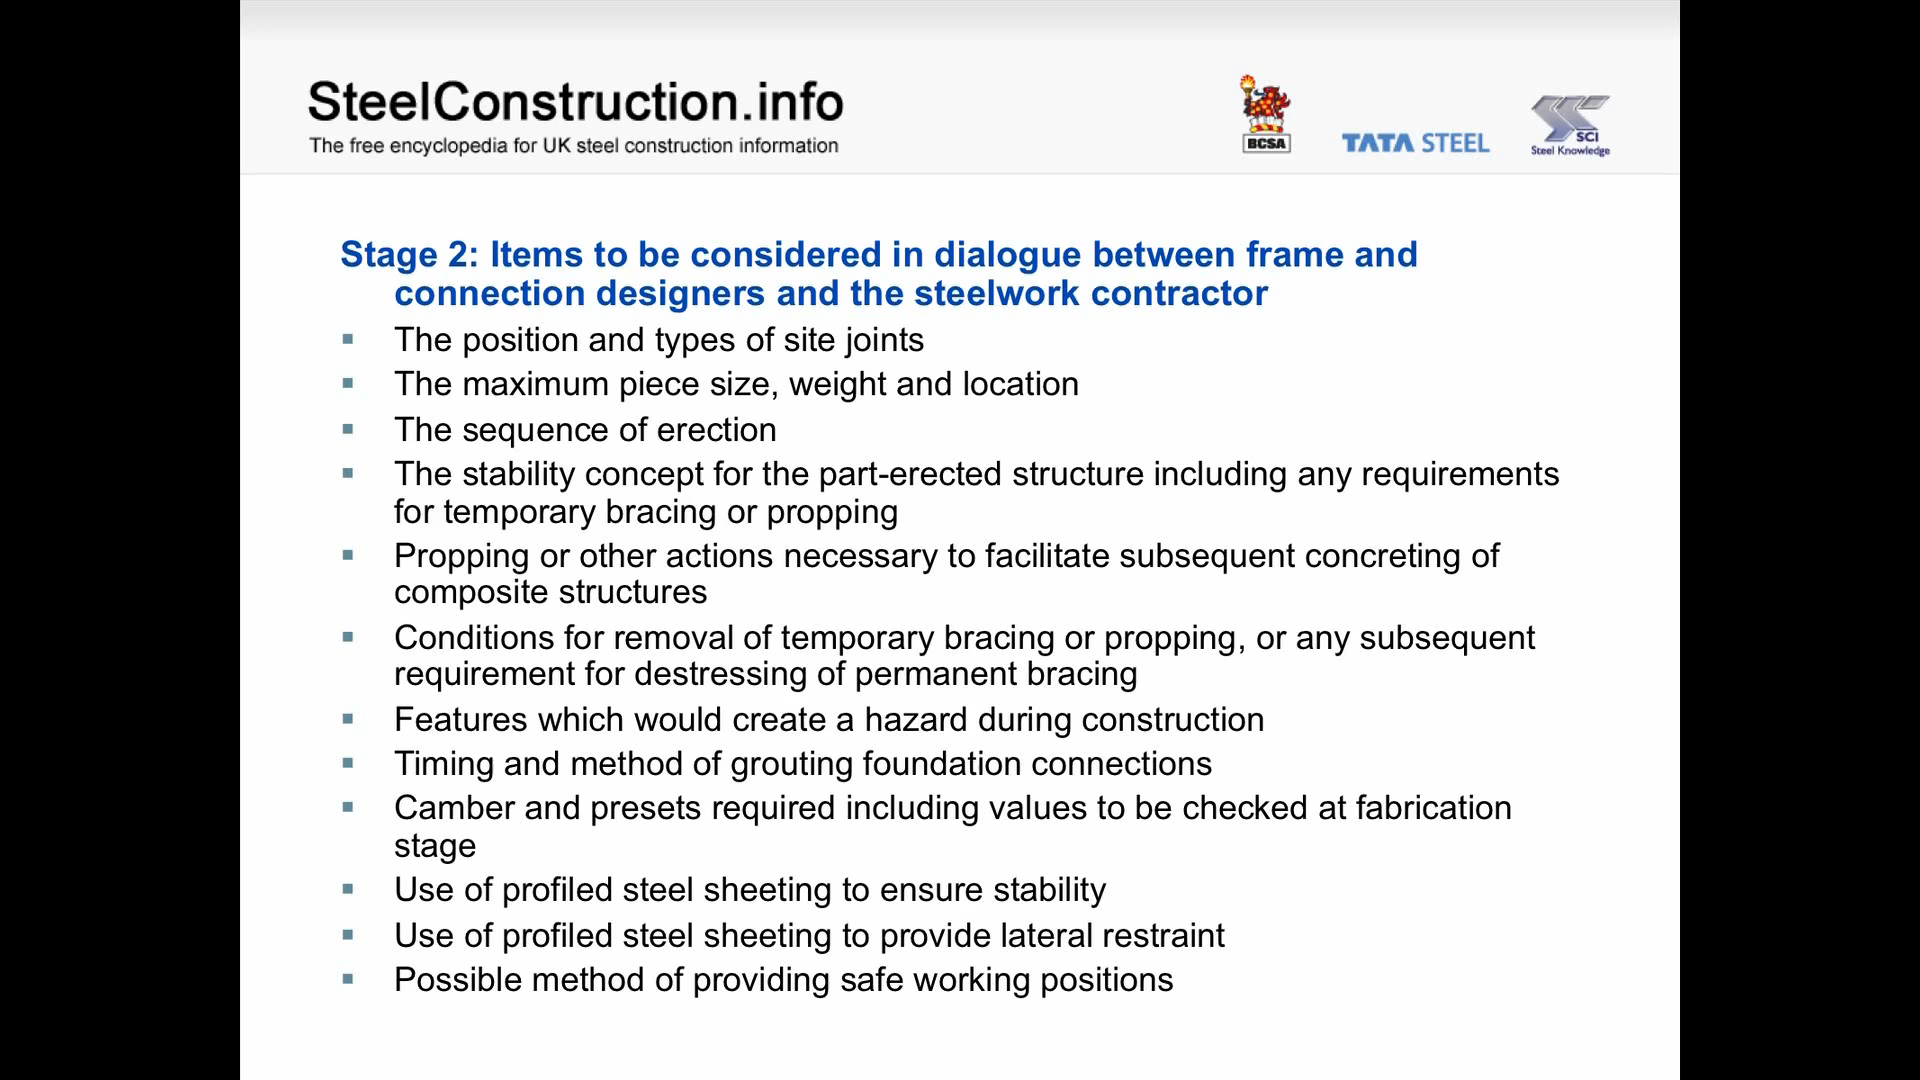 SteelConstruction.info
The free encyclopedia for UK steel construction information
BCSA
TATA STEEL
SCI
Steel Knowledge
Stage 2: Items to be considered in dialogue between frame and
connection designers and the steelwork contractor
▪ The position and types of site joints
▪ The maximum piece size, weight and location
▪ The sequence of erection
▪ The stability concept for the part-erected structure including any requirements
for temporary bracing or propping
▪ Propping or other actions necessary to facilitate subsequent concreting of
composite structures
▪ Conditions for removal of temporary bracing or propping, or any subsequent
requirement for destressing of permanent bracing
▪ Features which would create a hazard during construction
▪ Timing and method of grouting foundation connections
▪ Camber and presets required including values to be checked at fabrication
stage
▪ Use of profiled steel sheeting to ensure stability
▪ Use of profiled steel sheeting to provide lateral restraint
▪ Possible method of providing safe working positions